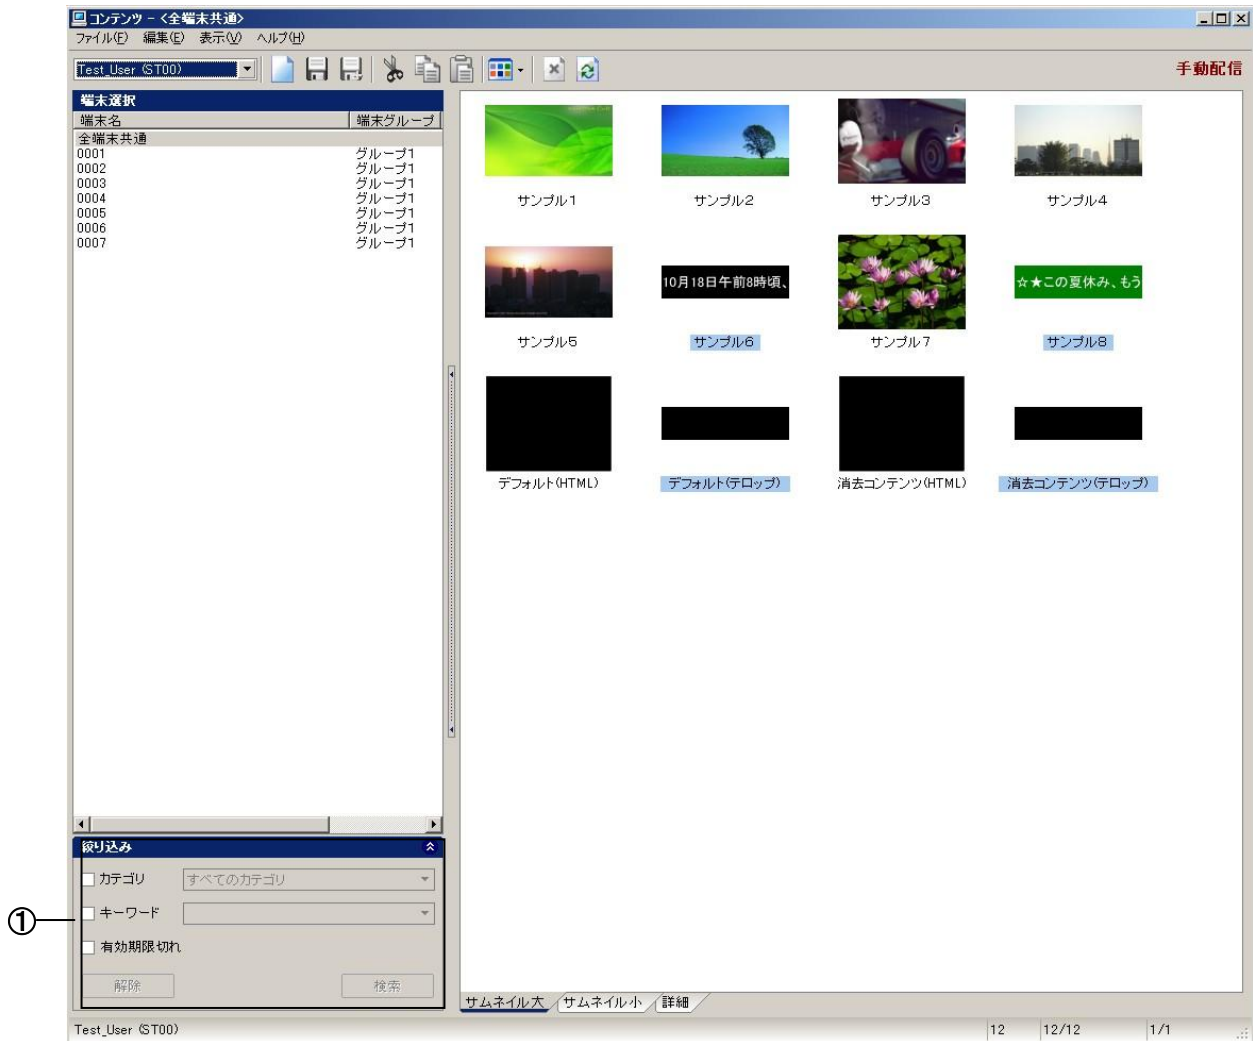 コンテンツ - <全端末共通>
ファイル(F) 編集(E) 表示(V) ヘルプ(H)
Test_User (ST00)
手動配信
端末選択
端末名 端末グループ
全端末共通
0001 グループ1
0002 グループ1
0003 グループ1
0004 グループ1
0005 グループ1
0006 グループ1
0007 グループ1
サンプル1 サンプル2 サンプル3 サンプル4
10月18日午前8時頃、
☆★この夏休み、もう
サンプル5 サンプル6 サンプル7 サンプル8
デフォルト(HTML) デフォルト(テロップ) 消去コンテンツ(HTML) 消去コンテンツ(テロップ)
絞り込み
カテゴリ すべてのカテゴリ
①
キーワード
有効期限切れ
解除 検索
サムネイル大 サムネイル小 詳細
Test_User (ST00) 12 12/12 1/1